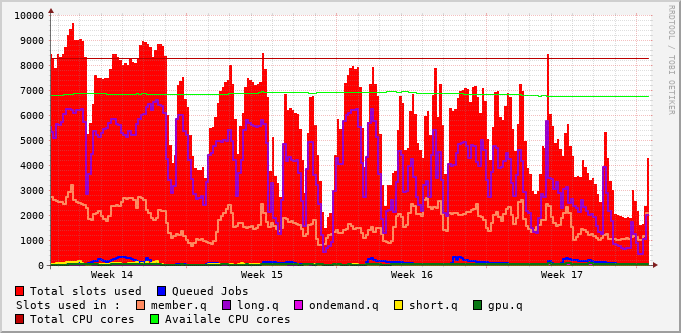 10000
9000
8000
7000
6000
5000
4000
3000
2000
1000
0
Week 14 Week 15 Week 16 Week 17
Total slots used Queued Jobs
Slots used in : member.q long.q ondemand.q short.q gpu.q
Total CPU cores Availale CPU cores
RRDTOOL / TOBI OETIKER